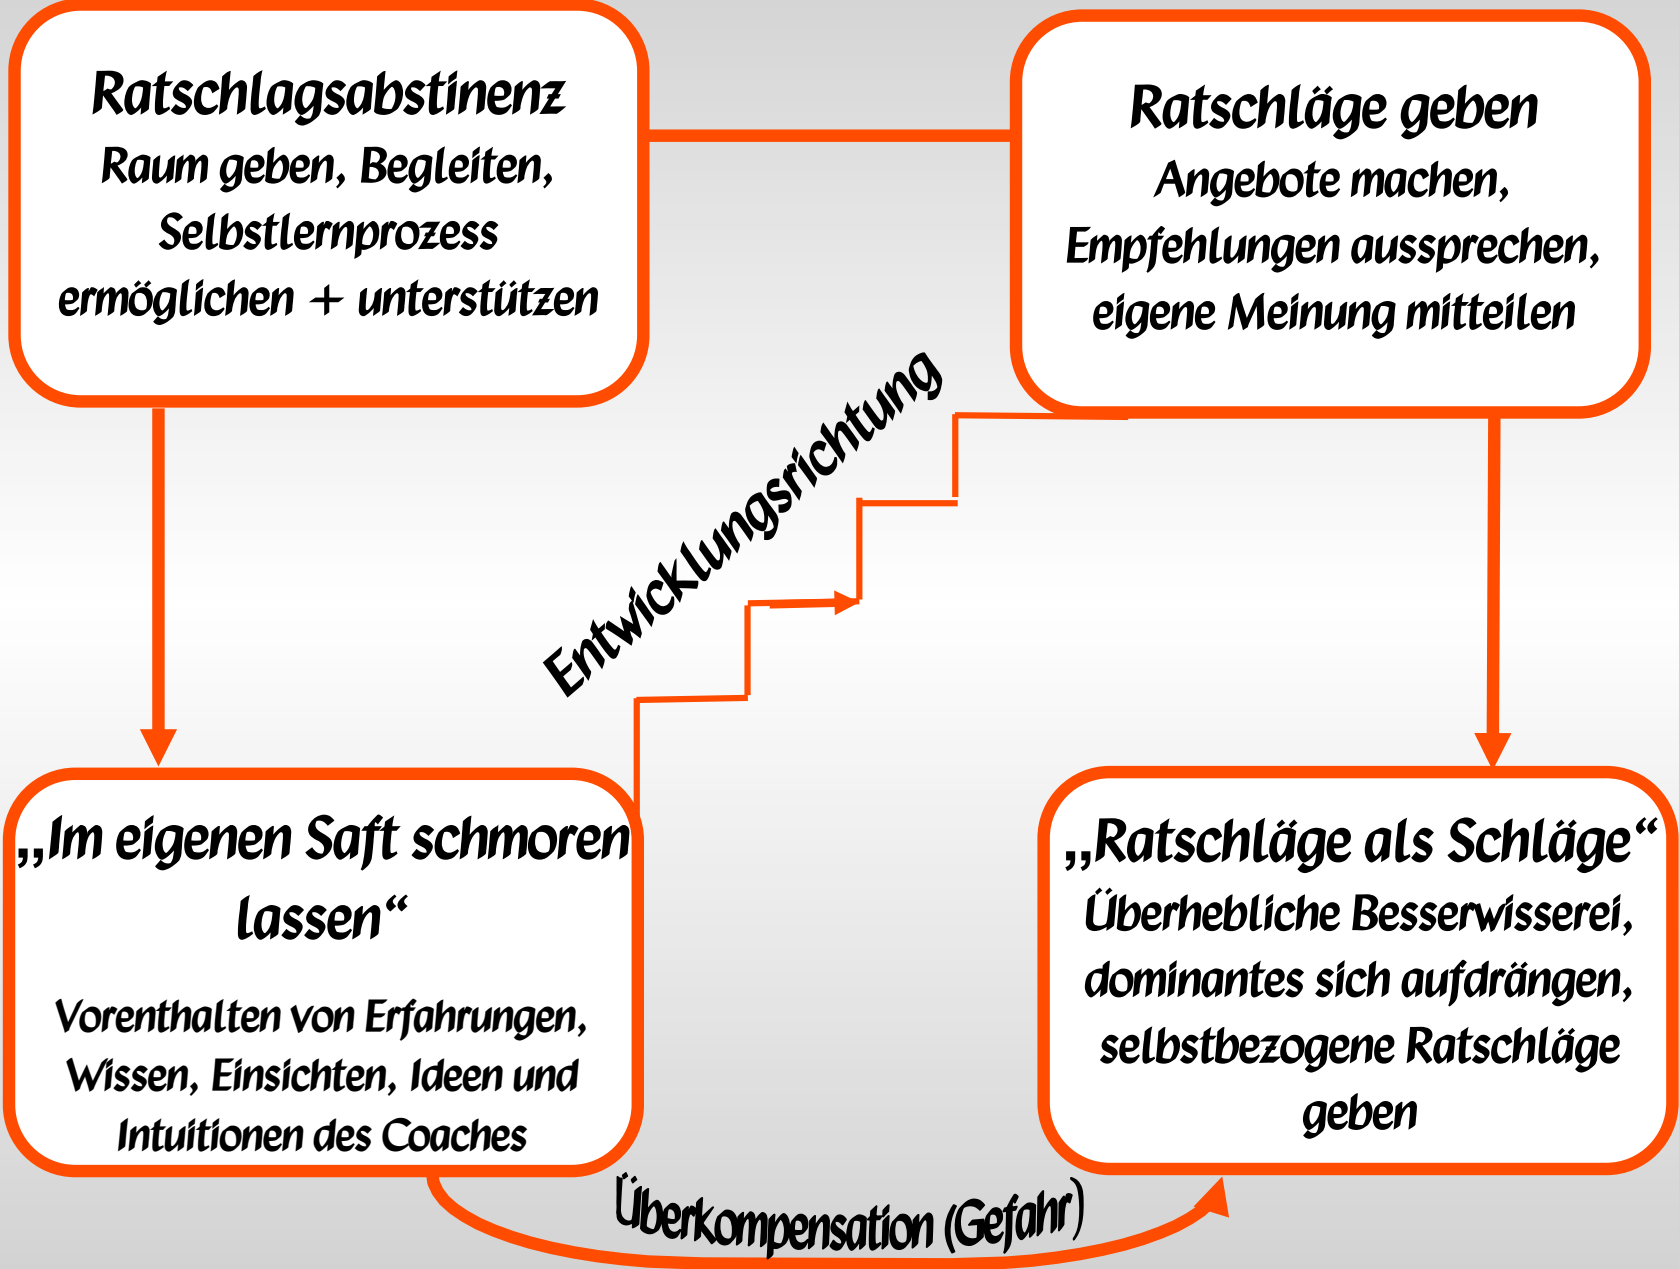 Ratschlagsabstinenz
Raum geben, Begleiten,
Selbstlernprozess
ermöglichen + unterstützen
Ratschläge geben
Angebote machen,
Empfehlungen aussprechen,
eigene Meinung mitteilen
Entwicklungsrichtung
„Im eigenen Saft schmoren
lassen“
Vorenthalten von Erfahrungen,
Wissen, Einsichten, Ideen und
Intuitionen des Coaches
„Ratschläge als Schläge“
Überhebliche Besserwisserei,
dominantes sich aufdrängen,
selbstbezogene Ratschläge
geben
Überkompensation (Gefahr)